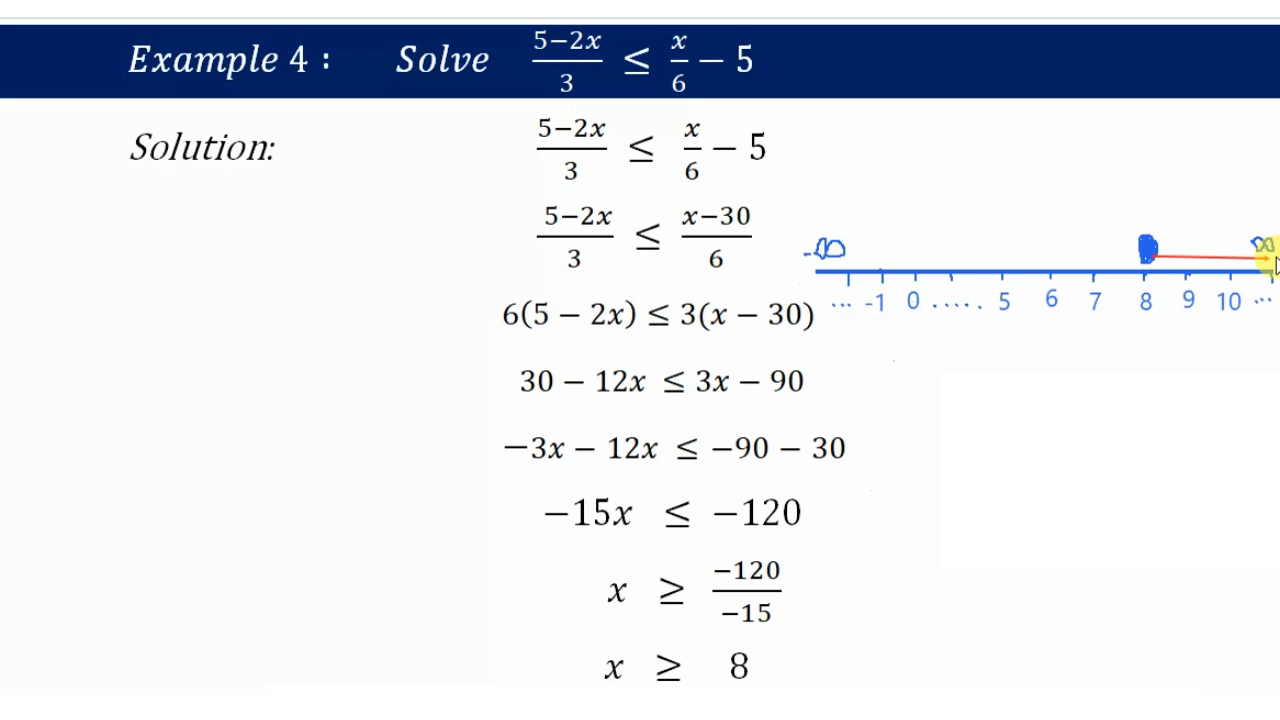 Example 4 :   Solve   (5−2x)/3 ≤ x/6 − 5
Solution:   (5−2x)/3 ≤ x/6 − 5
(5−2x)/3 ≤ (x−30)/6
-∞ ∞
... -1 0 ..... 5 6 7 8 9 10 ...
6(5 − 2x) ≤ 3(x − 30)
30 − 12x ≤ 3x − 90
−3x − 12x ≤ −90 − 30
−15x ≤ −120
x ≥ −120/−15
x ≥ 8